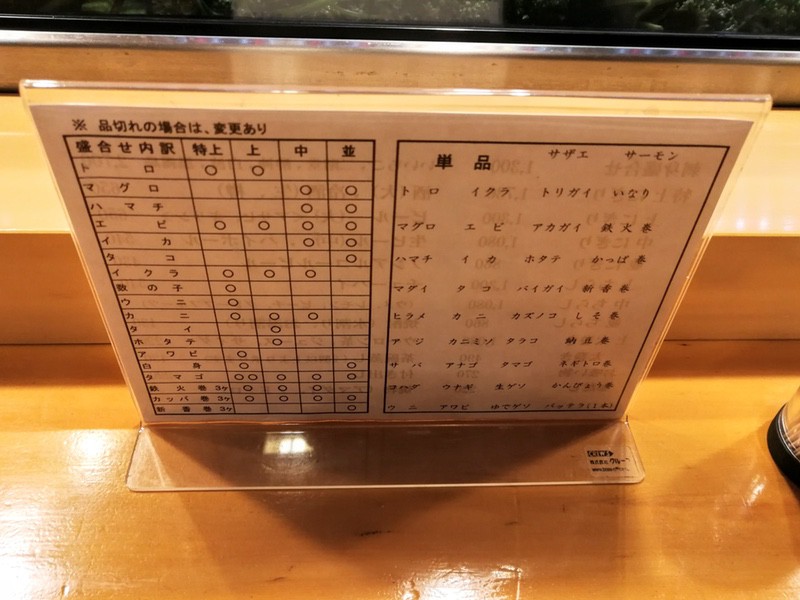 ※ 品切れの場合は、変更あり
盛合せ内訳 特上 上 中 並
トロ ○ ○
マグロ ○ ○
ハマチ ○ ○
エビ ○ ○ ○ ○
イカ ○
タコ ○
イクラ ○ ○ ○
数の子 ○
ウニ ○
カニ ○ ○ ○
タイ ○
ホタテ ○
アワビ ○
白身 ○ ○
タマゴ ○○ ○○ ○ ○
鉄火巻3ヶ ○ ○ ○ ○
カッパ巻3ヶ ○ ○ ○ ○
新香巻3ヶ ○
単品 サザエ サーモン
トロ イクラ トリガイ いなり
マグロ エビ アカガイ 鉄火巻
ハマチ イカ ホタテ かっぱ巻
マダイ タコ バイガイ 新香巻
ヒラメ カニ カズノコ しそ巻
アジ カニミソ タラコ 納豆巻
サバ アナゴ タマゴ ネギトロ巻
コハダ ウナギ 生ゲソ かんぴょう巻
ウニ アワビ ゆでゲソ バッテラ(1本)